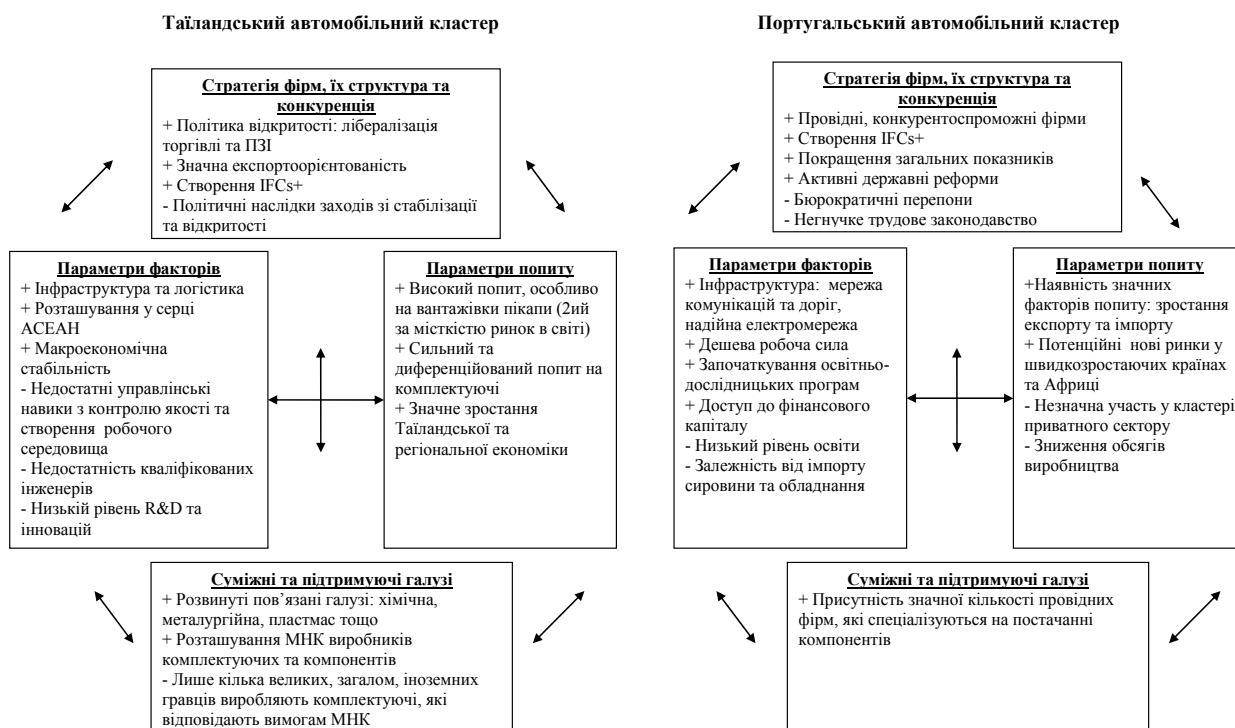 Таїландський автомобільний кластер
Стратегія фірм, їх структура та
конкуренція
+ Політика відкритості: лібералізація
торгівлі та ПЗІ
+ Значна експортоорієнтованість
+ Створення IFCs+
- Політичні наслідки заходів зі стабілізації
та відкритості
Параметри факторів
+ Інфраструктура та логістика
+ Розташування у серці
АСЕАН
+ Макроекономічна
стабільність
- Недостатні управлінські
навики з контролю якості та
створення робочого
середовища
- Недостатність кваліфікованих
інженерів
- Низькій рівень R&D та
інновацій
Параметри попиту
+ Високий попит, особливо
на вантажівки пікапи (2ий
за місткістю ринок в світі)
+ Сильний та
диференційований попит на
комплектуючі
+ Значне зростання
Таїландської та
регіональної економіки
Суміжні та підтримуючі галузі
+ Розвинуті пов’язані галузі: хімічна,
металургійна, пластмас тощо
+ Розташування МНК виробників
комплектуючих та компонентів
- Лише кілька великих, загалом, іноземних
гравців виробляють комплектуючі, які
відповідають вимогам МНК
Португальський автомобільний кластер
Стратегія фірм, їх структура та
конкуренція
+ Провідні, конкурентоспроможні фірми
+ Створення IFCs+
+ Покращення загальних показників
+ Активні державні реформи
- Бюрократичні перепони
- Негнучке трудове законодавство
Параметри факторів
+ Інфраструктура: мережа
комунікацій та доріг,
надійна електромережа
+ Дешева робоча сила
+ Започаткування освітньо-
дослідницьких програм
+ Доступ до фінансового
капіталу
- Низький рівень освіти
- Залежність від імпорту
сировини та обладнання
Параметри попиту
+Наявність значних
факторів попиту: зростання
експорту та імпорту
+ Потенційні нові ринки у
швидкозростаючих країнах
та Африці
- Незначна участь у кластері
приватного сектору
- Зниження обсягів
виробництва
Суміжні та підтримуючі галузі
+ Присутність значної кількості провідних
фірм, які спеціалізуються на постачанні
компонентів